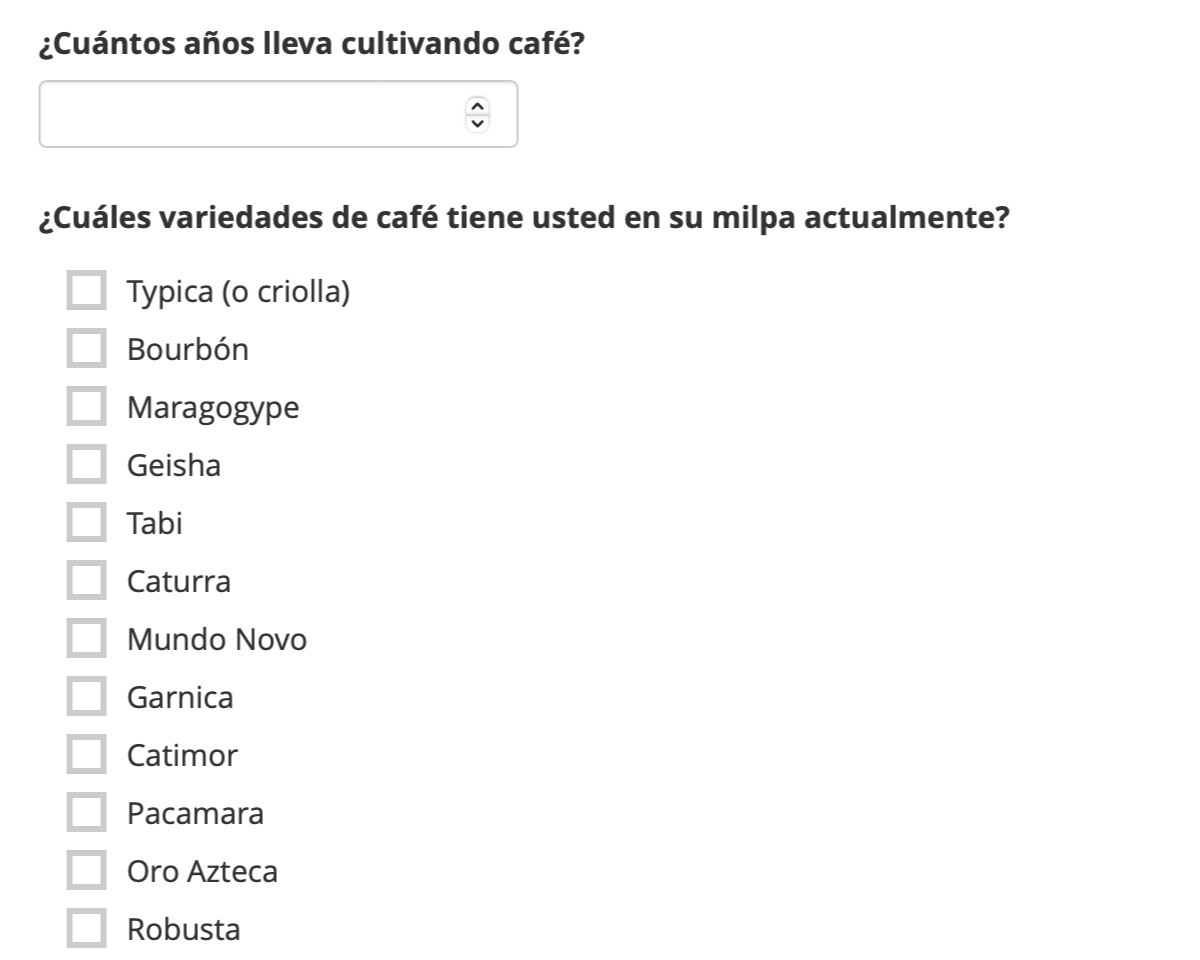 ¿Cuántos años lleva cultivando café?
¿Cuáles variedades de café tiene usted en su milpa actualmente?
Typica (o criolla)
Bourbón
Maragogype
Geisha
Tabi
Caturra
Mundo Novo
Garnica
Catimor
Pacamara
Oro Azteca
Robusta